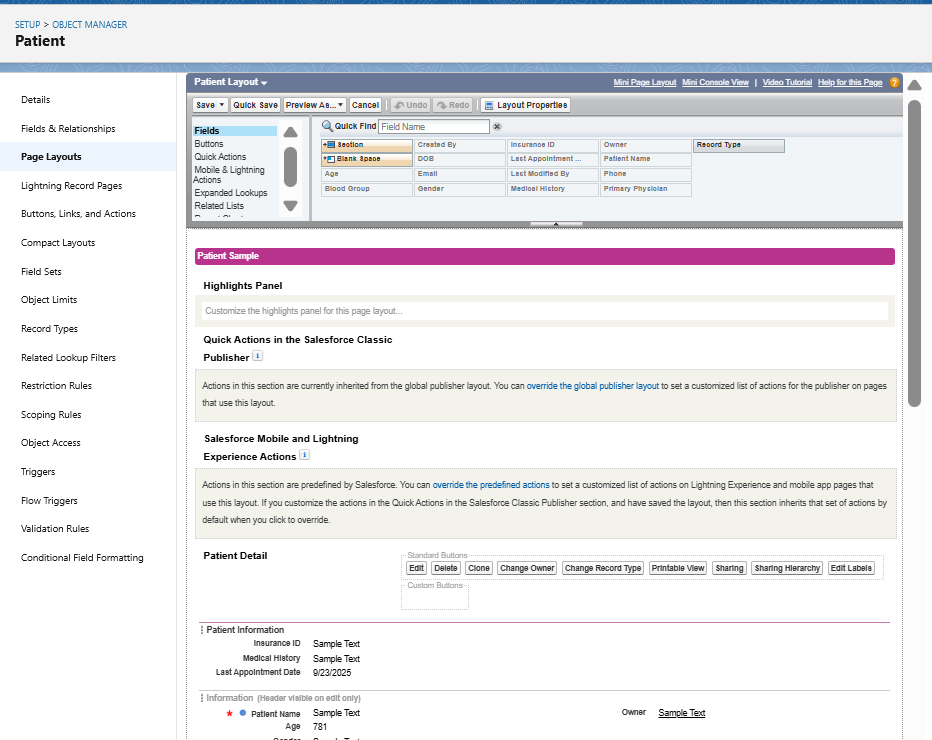 SETUP > OBJECT MANAGER
Patient
Details
Fields & Relationships
Page Layouts
Lightning Record Pages
Buttons, Links, and Actions
Compact Layouts
Field Sets
Object Limits
Record Types
Related Lookup Filters
Restriction Rules
Scoping Rules
Object Access
Triggers
Flow Triggers
Validation Rules
Conditional Field Formatting
Patient Layout
Mini Page Layout Mini Console View | Video Tutorial Help for this Page ?
Save Quick Save Preview As... Cancel Undo Redo Layout Properties
Fields
Buttons
Quick Actions
Mobile & Lightning
Actions
Expanded Lookups
Related Lists
Quick Find Field Name
Section Created By Insurance ID Owner Record Type
Blank Space DOB Last Appointment ... Patient Name
Age Email Last Modified By Phone
Blood Group Gender Medical History Primary Physician
Patient Sample
Highlights Panel
Customize the highlights panel for this page layout...
Quick Actions in the Salesforce Classic
Publisher i
Actions in this section are currently inherited from the global publisher layout. You can override the global publisher layout to set a customized list of actions for the publisher on pages
that use this layout.
Salesforce Mobile and Lightning
Experience Actions i
Actions in this section are predefined by Salesforce. You can override the predefined actions to set a customized list of actions on Lightning Experience and mobile app pages that
use this layout. If you customize the actions in the Quick Actions in the Salesforce Classic Publisher section, and have saved the layout, then this section inherits that set of actions by
default when you click to override.
Patient Detail
Standard Buttons
Edit Delete Clone Change Owner Change Record Type Printable View Sharing Sharing Hierarchy Edit Labels
Custom Buttons
Patient Information
Insurance ID Sample Text
Medical History Sample Text
Last Appointment Date 9/23/2025
Information (Header visible on edit only)
* Patient Name Sample Text Owner Sample Text
Age 781